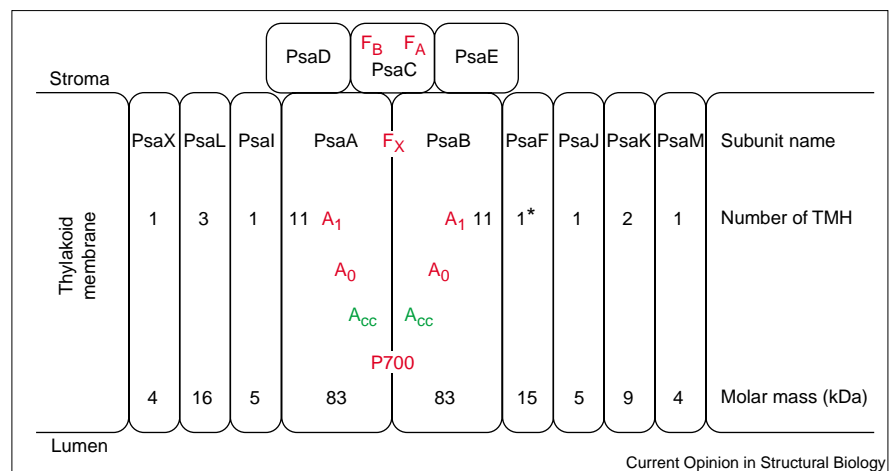 F_B F_A
PsaD PsaC PsaE
Stroma
PsaX PsaL PsaI PsaA F_X PsaB PsaF PsaJ PsaK PsaM Subunit name
Thylakoid
membrane
1 3 1 11 A_1 A_1 11 1* 1 2 1 Number of TMH
A_0 A_0
A_cc A_cc
P700
4 16 5 83 83 15 5 9 4 Molar mass (kDa)
Lumen
Current Opinion in Structural Biology